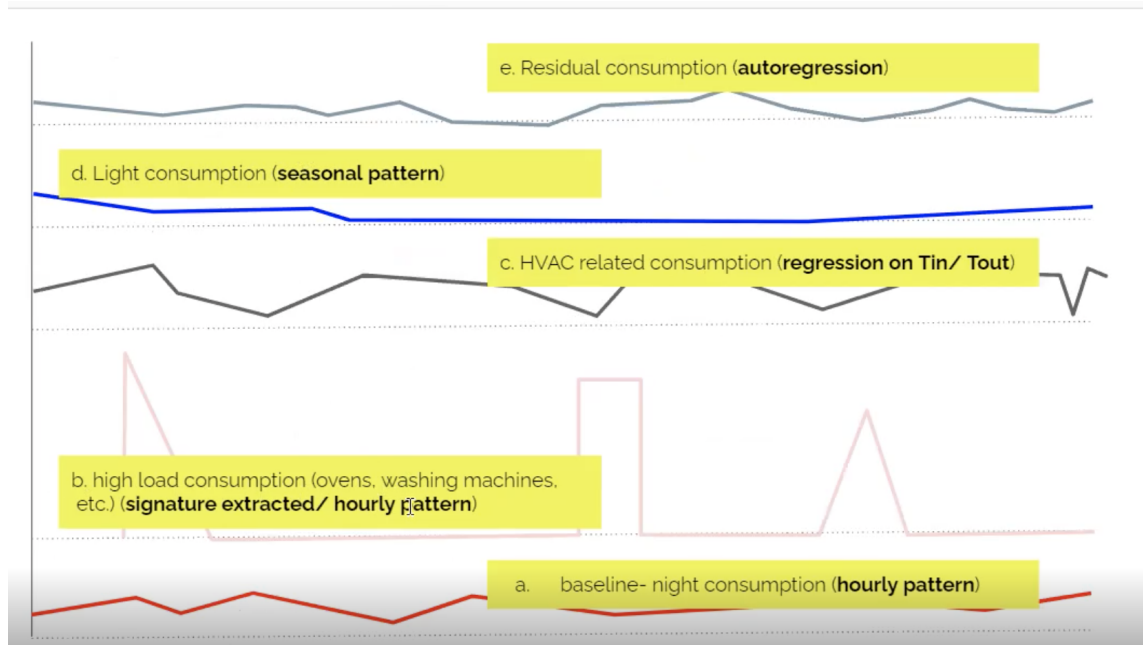 e. Residual consumption (autoregression)
d. Light consumption (seasonal pattern)
c. HVAC related consumption (regression on Tin/ Tout)
b. high load consumption (ovens, washing machines,
etc.) (signature extracted/ hourly pattern)
a. baseline- night consumption (hourly pattern)